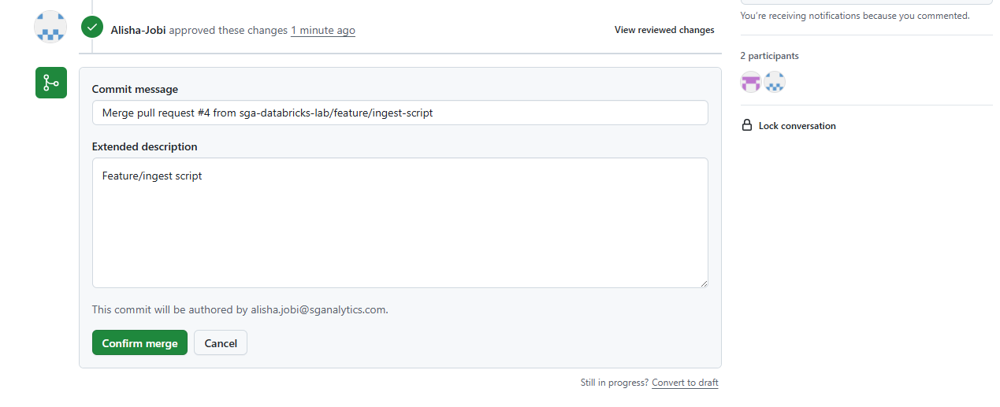 Alisha-Jobi approved these changes 1 minute ago
View reviewed changes
Commit message
Merge pull request #4 from sga-databricks-lab/feature/ingest-script
Extended description
Feature/ingest script
This commit will be authored by alisha.jobi@sganalytics.com.
Confirm merge
Cancel
Still in progress? Convert to draft
You're receiving notifications because you commented.
2 participants
Lock conversation